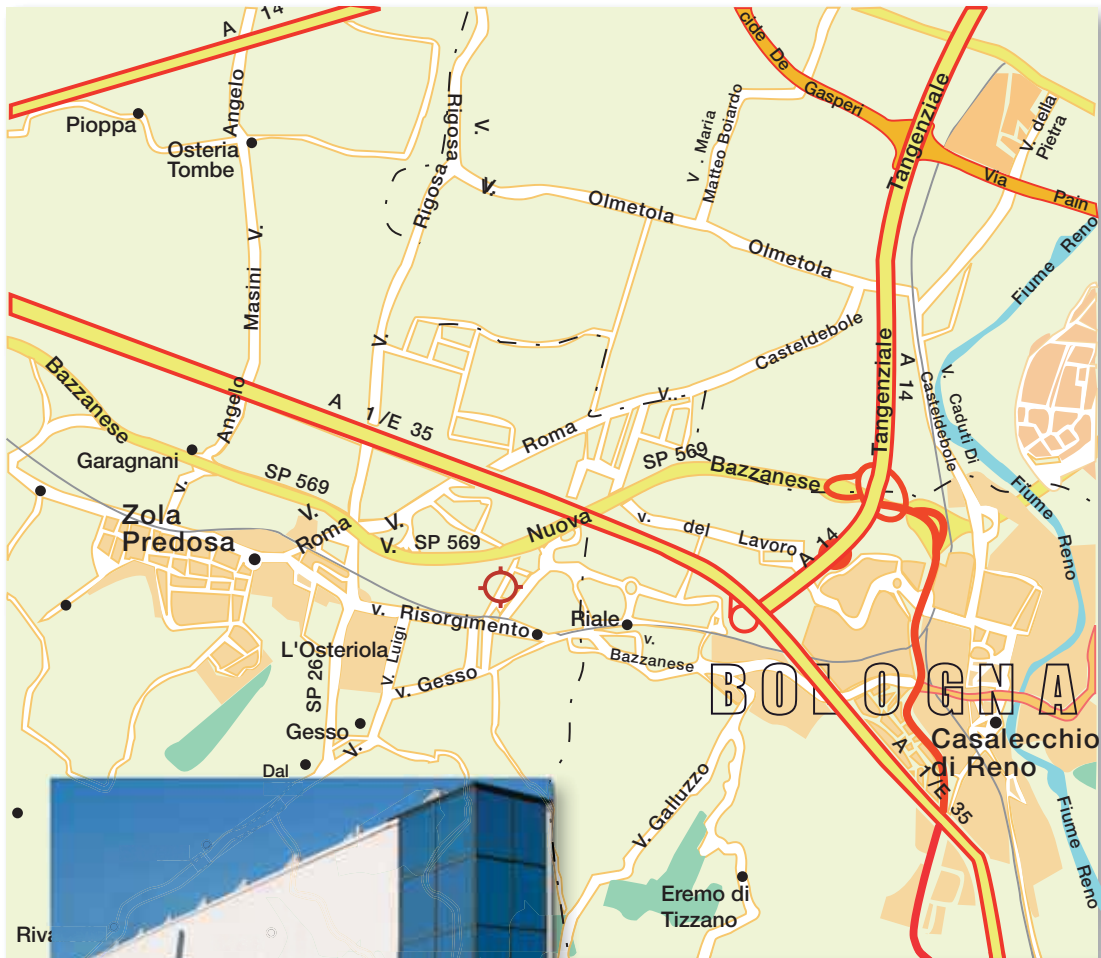 A 14
cide De
Gasperi
Tangenziale
V. della
Pietra
Via
Pain
Pioppa
Angelo
Osteria
Tombe
Rigosa
V.
V. Maria
Matteo Boiardo
Rigosa
V.
Olmetola
Olmetola
Fiume Reno
Masini V.
V.
Casteldebole
V..
Roma
Tangenziale
A 14
Casteldebole
V. Caduti Di
Bazzanese
Angelo
A 1/E 35
Garagnani
V.
SP 569
V.
SP 569
Bazzanese
Fiume
Reno
Zola
Predosa
Roma
V.
V.
SP 569
Nuova
v. del Lavoro
A 14
v. Risorgimento
Riale
v.
Bazzanese
L'Osteriola
SP 26
v. Luigi
v. Gesso
BOLOGNA
Gesso
V.
Dal
Casalecchio
di Reno
A 1/E 35
V. Galluzzo
Fiume Reno
Eremo di
Tizzano
Riva